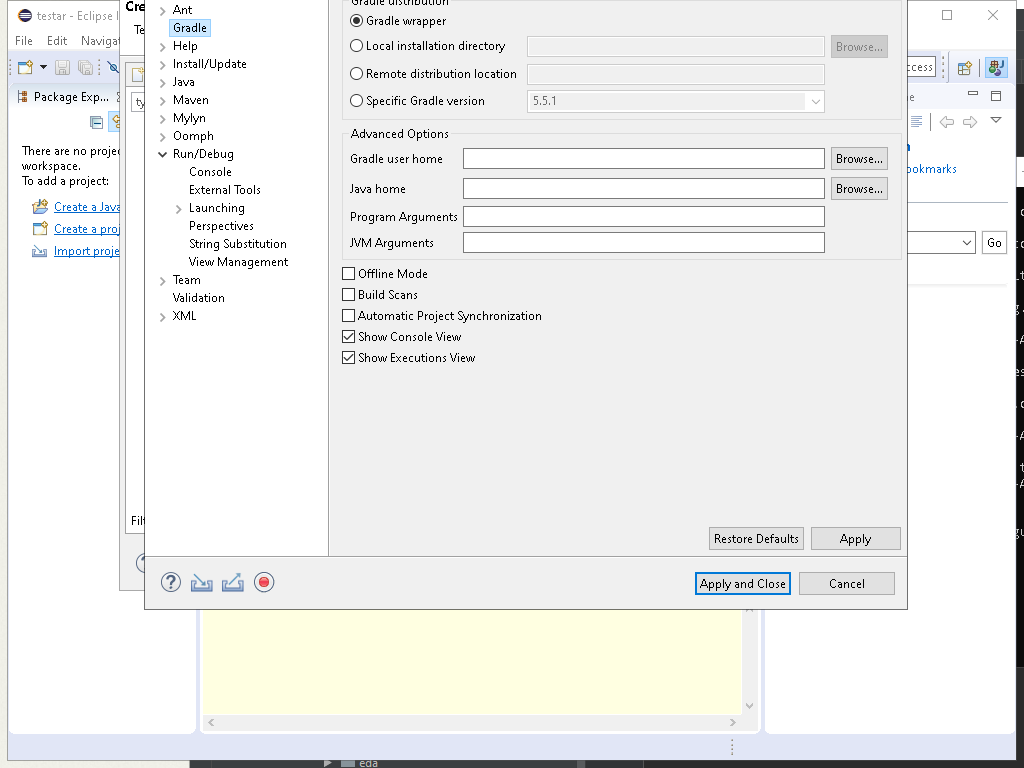 testar - Eclipse I
File Edit Navigat
Package Exp...
There are no projec
workspace.
To add a project:
Create a Java
Create a proj
Import proje
Cre
Te
ty
Filt
Ant
Gradle
Help
Install/Update
Java
Maven
Mylyn
Oomph
Run/Debug
Console
External Tools
Launching
Perspectives
String Substitution
View Management
Team
Validation
XML
Gradle distribution
Gradle wrapper
Local installation directory Browse...
Remote distribution location
Specific Gradle version 5.5.1
Advanced Options
Gradle user home Browse...
Java home Browse...
Program Arguments
JVM Arguments
Offline Mode
Build Scans
Automatic Project Synchronization
Show Console View
Show Executions View
Restore Defaults Apply
Apply and Close Cancel
ccess
ookmarks
Go
eda